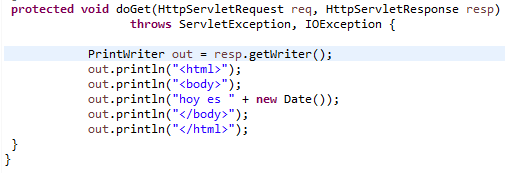 protected void doGet(HttpServletRequest req, HttpServletResponse resp)
throws ServletException, IOException {
PrintWriter out = resp.getWriter();
out.println("<html>");
out.println("<body>");
out.println("hoy es " + new Date());
out.println("</body>");
out.println("</html>");
}
}